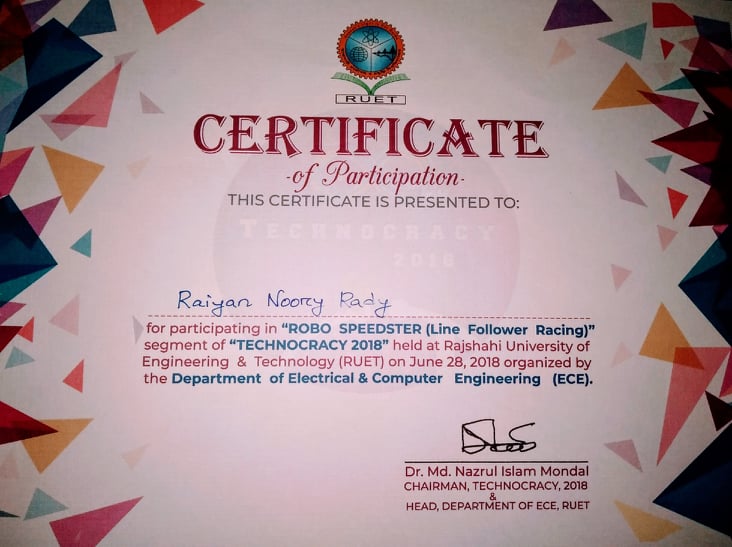 RUET
CERTIFICATE
-of Participation-
THIS CERTIFICATE IS PRESENTED TO:
TECHNOCRACY
2018
Raiyan Noory Rady
for participating in “ROBO SPEEDSTER (Line Follower Racing)”
segment of “TECHNOCRACY 2018” held at Rajshahi University of
Engineering & Technology (RUET) on June 28, 2018 organized by
the Department of Electrical & Computer Engineering (ECE).
Dr. Md. Nazrul Islam Mondal
CHAIRMAN, TECHNOCRACY, 2018
&
HEAD, DEPARTMENT OF ECE, RUET